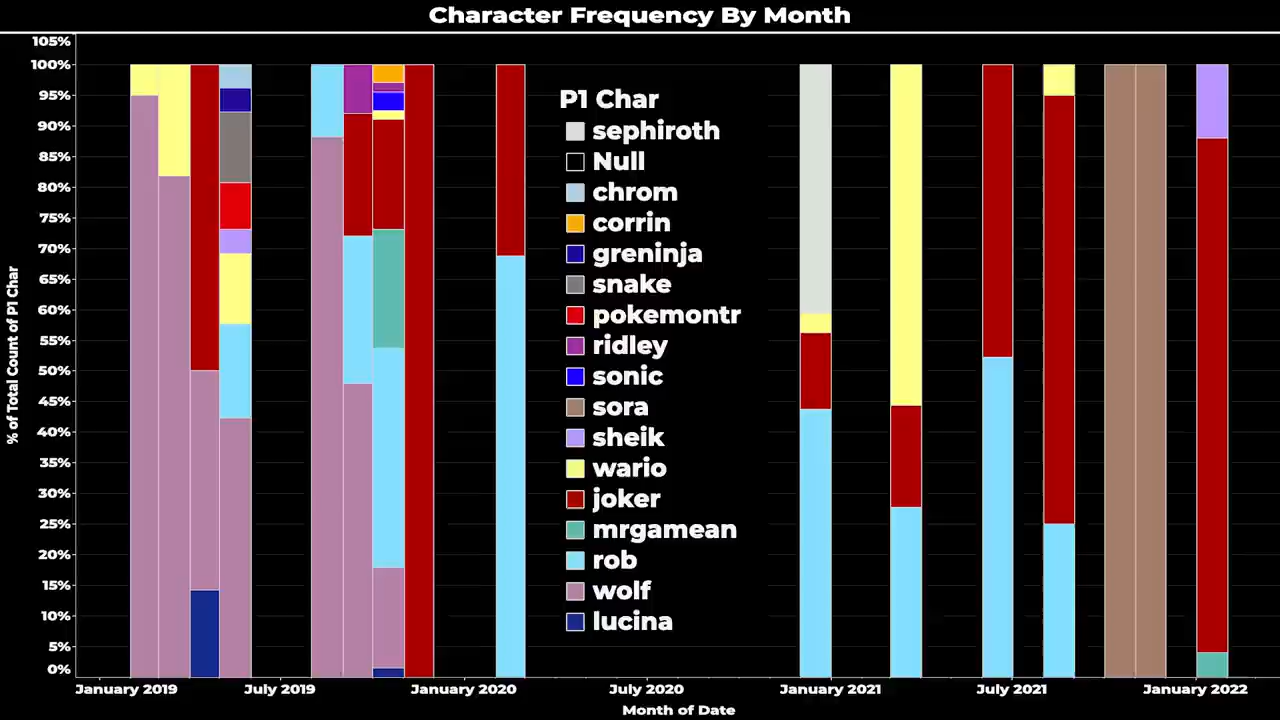 Character Frequency By Month
105%
100%
95%
90%
85%
80%
75%
70%
65%
60%
55%
50%
45%
40%
35%
30%
25%
20%
15%
10%
5%
0%
% of Total Count of P1 Char
P1 Char
sephiroth
Null
chrom
corrin
greninja
snake
pokemontr
ridley
sonic
sora
sheik
wario
joker
mrgamean
rob
wolf
lucina
January 2019
July 2019
January 2020
July 2020
January 2021
July 2021
January 2022
Month of Date